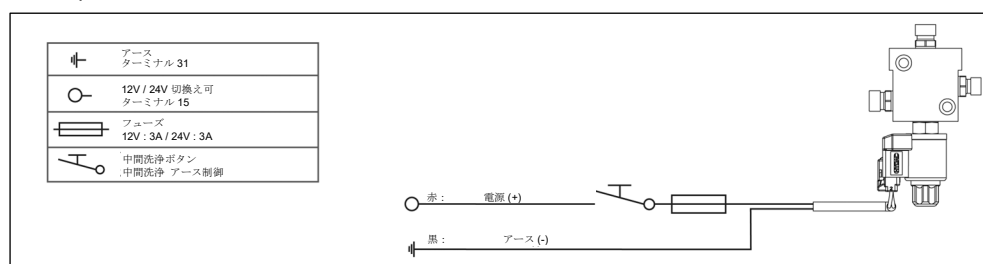 アース
ターミナル 31
12V / 24V 切換え可
ターミナル 15
フューズ
12V : 3A / 24V : 3A
中間洗浄ボタン
中間洗浄 アース制御
赤 : 電源 (+)
黒 : アース (-)